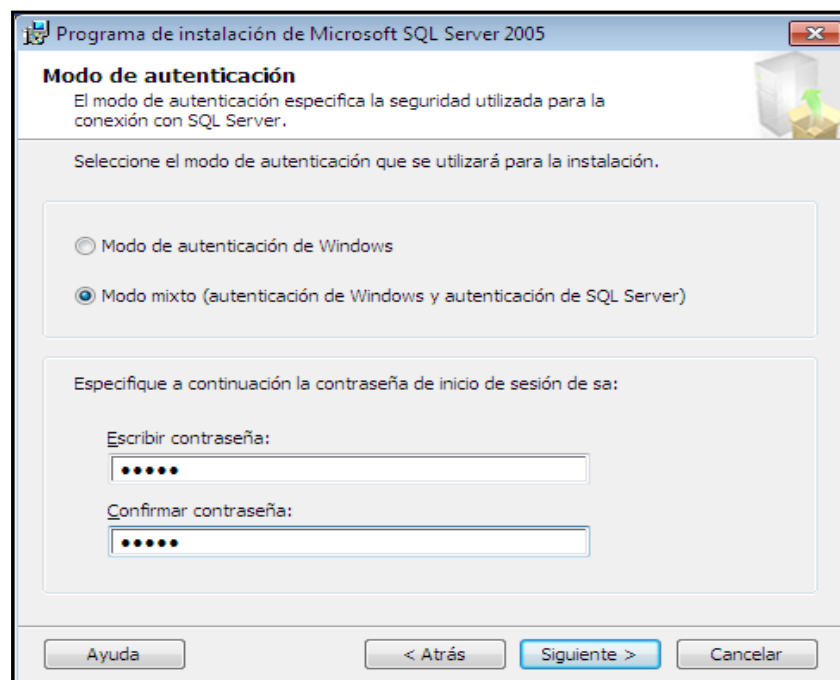 Programa de instalación de Microsoft SQL Server 2005
Modo de autenticación
El modo de autenticación especifica la seguridad utilizada para la
conexión con SQL Server.
Seleccione el modo de autenticación que se utilizará para la instalación.
Modo de autenticación de Windows
Modo mixto (autenticación de Windows y autenticación de SQL Server)
Especifique a continuación la contraseña de inicio de sesión de sa:
Escribir contraseña:
●●●●●
Confirmar contraseña:
●●●●●
Ayuda
< Atrás
Siguiente >
Cancelar